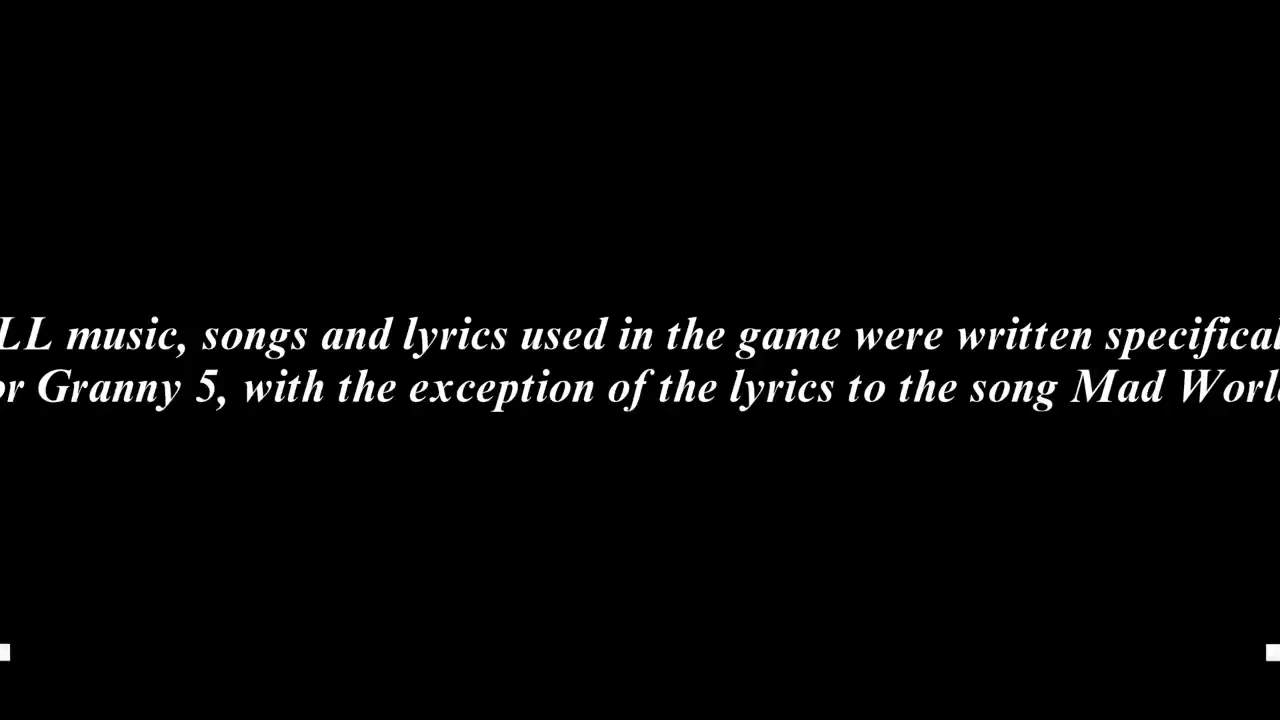 LL music, songs and lyrics used in the game were written specifical
or Granny 5, with the exception of the lyrics to the song Mad Worl